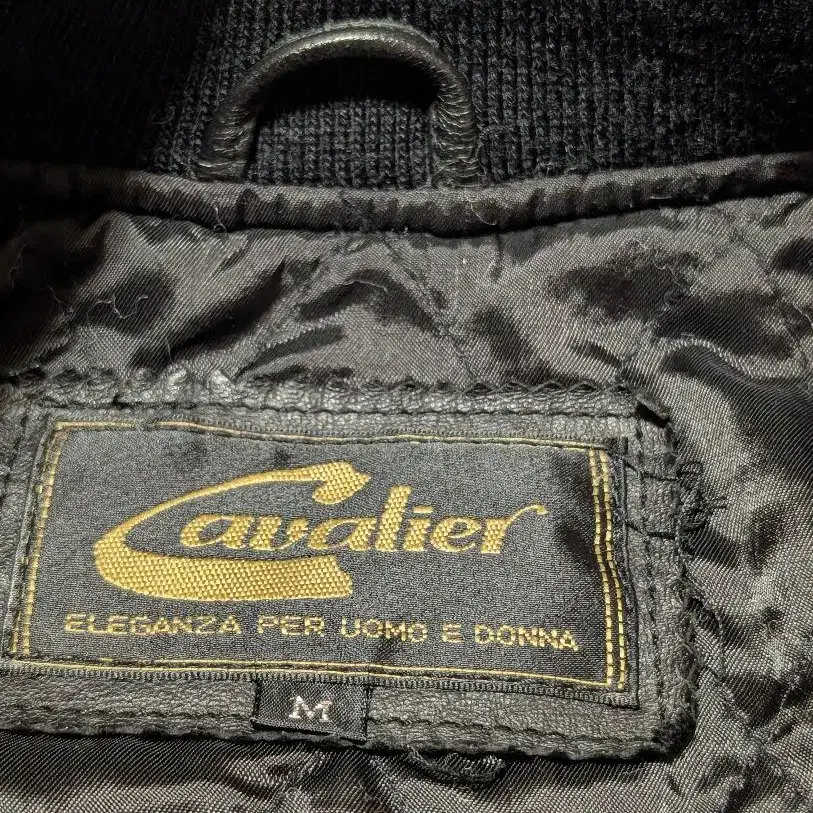 Cavalier
ELEGANZA PER UOMO E DONNA
M